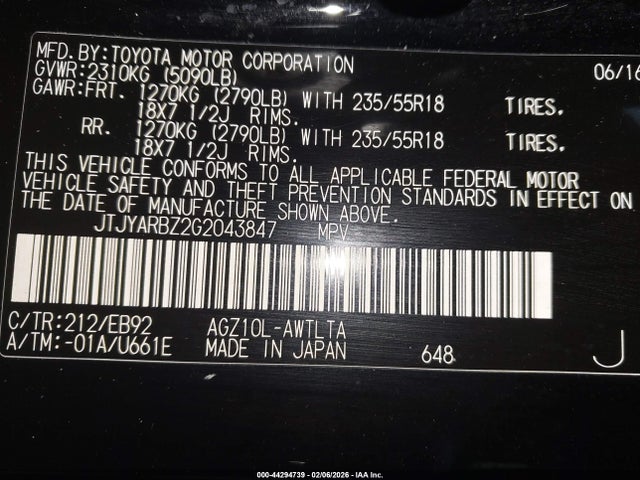 MFD. BY: TOYOTA MOTOR CORPORATION 06/16
GVWR: 2310KG (5090LB)
GAWR: FRT. 1270KG (2790LB) WITH 235/55R18 TIRES.
18X7 1/2J RIMS.
RR. 1270KG (2790LB) WITH 235/55R18 TIRES.
18X7 1/2J RIMS.
THIS VEHICLE CONFORMS TO ALL APPLICABLE FEDERAL MOTOR
VEHICLE SAFETY AND THEFT PREVENTION STANDARDS IN EFFECT ON
THE DATE OF MANUFACTURE SHOWN ABOVE.
JTJYARBZ2G2043847 MPV
C/TR: 212/EB92 AGZ10L-AWTLTA
A/TM: -01A/U661E MADE IN JAPAN 648 J
000-44294739 - 02/06/2026 - IAA Inc.